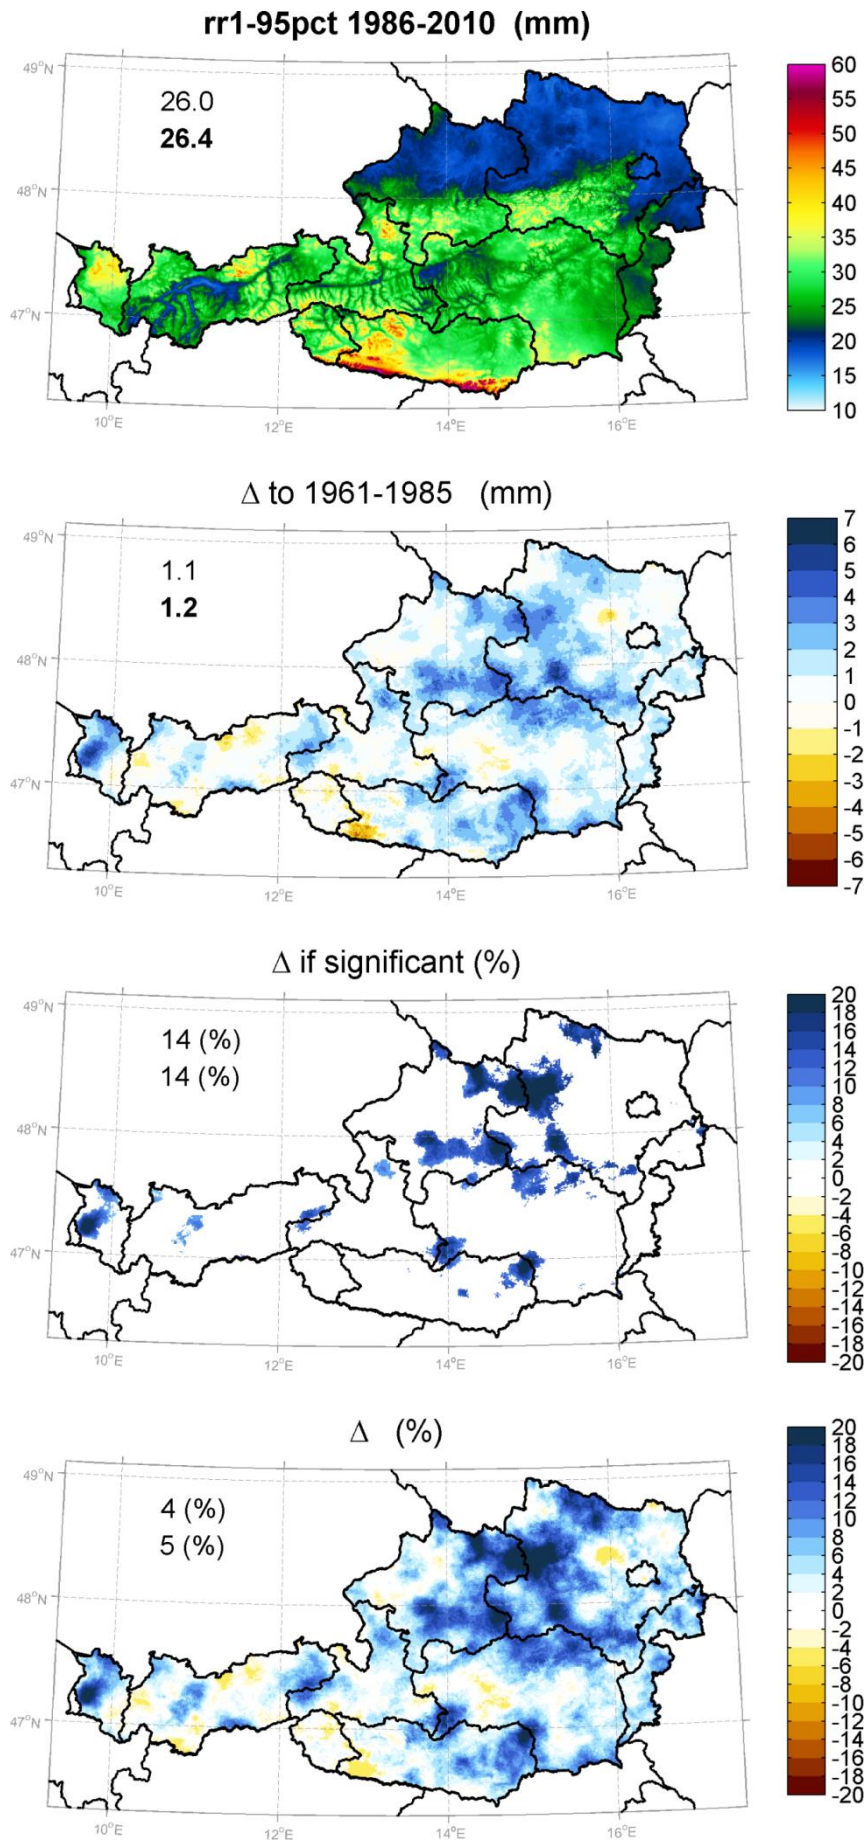 rr1-95pct 1986-2010 (mm)
49°N
48°N
47°N
10°E
12°E
14°E
16°E
26.0
26.4
60
55
50
45
40
35
30
25
20
15
10
Δ to 1961-1985 (mm)
49°N
48°N
47°N
10°E
12°E
14°E
16°E
1.1
1.2
7
6
5
4
3
2
1
0
-1
-2
-3
-4
-5
-6
-7
Δ if significant (%)
49°N
48°N
47°N
10°E
12°E
14°E
16°E
14 (%)
14 (%)
20
18
16
14
12
10
8
6
4
2
0
-2
-4
-6
-8
-10
-12
-14
-16
-18
-20
Δ (%)
49°N
48°N
47°N
10°E
12°E
14°E
16°E
4 (%)
5 (%)
20
18
16
14
12
10
8
6
4
2
0
-2
-4
-6
-8
-10
-12
-14
-16
-18
-20